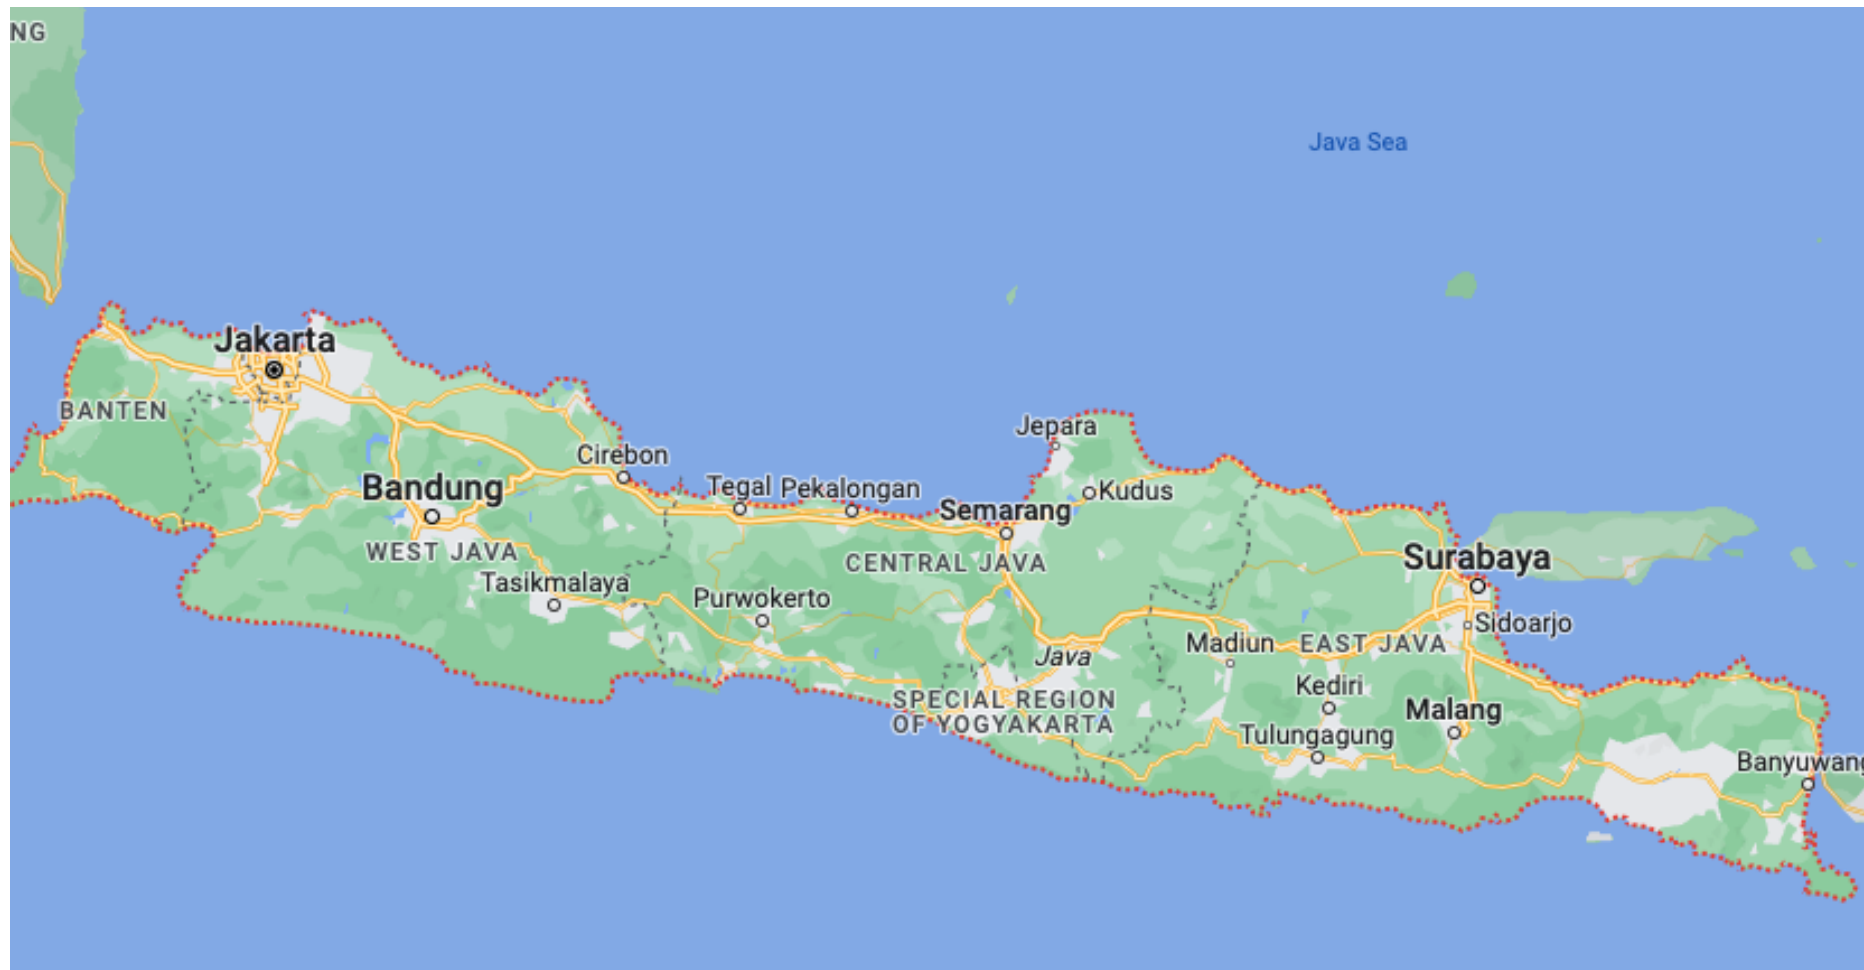 NG
Java Sea
Jakarta
BANTEN
Jepara
Cirebon
Bandung
Tegal
Pekalongan
Kudus
Semarang
WEST JAVA
CENTRAL JAVA
Surabaya
Tasikmalaya
Purwokerto
Sidoarjo
Madiun
EAST JAVA
Java
Kediri
SPECIAL REGION
OF YOGYAKARTA
Malang
Tulungagung
Banyuwang